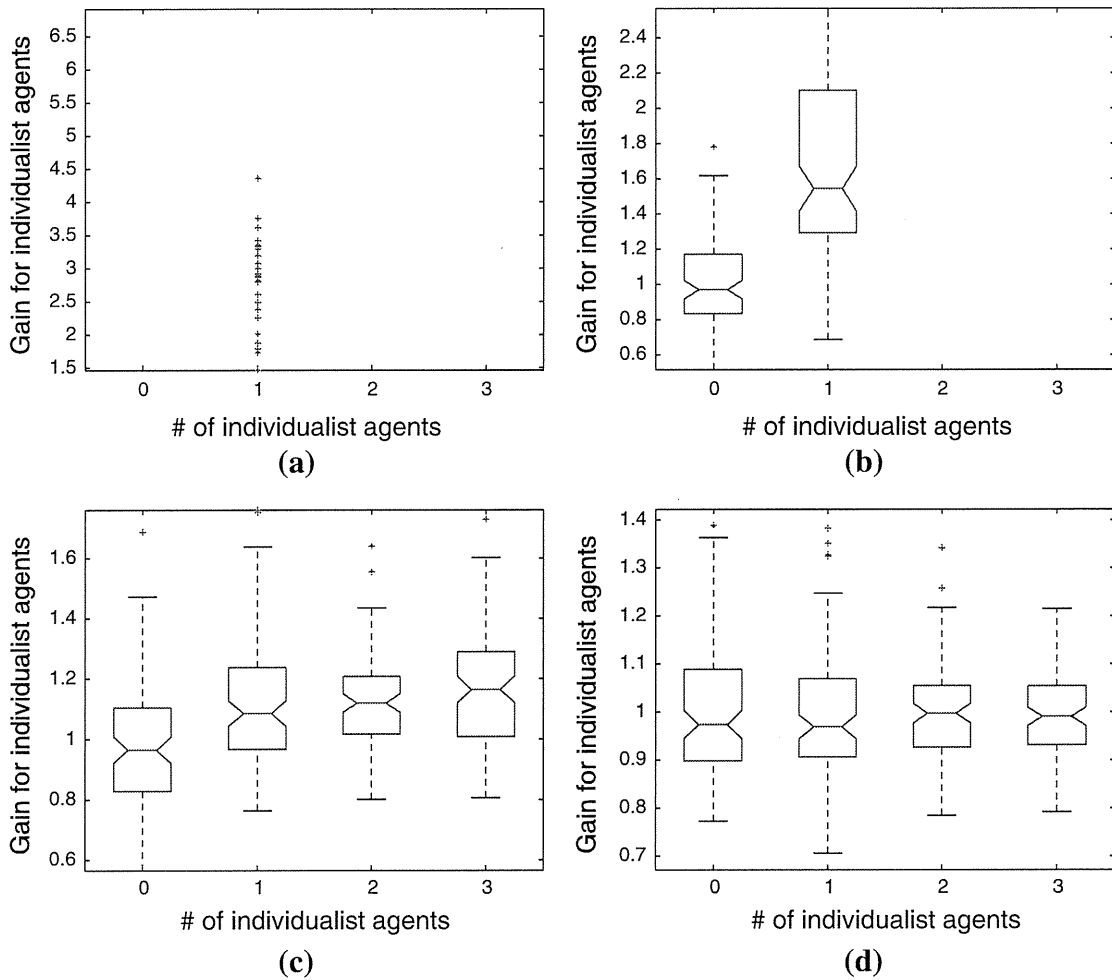 Gain for individualist agents
6.5
6
5.5
5
4.5
4
3.5
3
2.5
2
1.5
0 1 2 3
# of individualist agents
(a)
Gain for individualist agents
2.4
2.2
2
1.8
1.6
1.4
1.2
1
0.8
0.6
0 1 2 3
# of individualist agents
(b)
Gain for individualist agents
1.6
1.4
1.2
1
0.8
0.6
0 1 2 3
# of individualist agents
(c)
Gain for individualist agents
1.4
1.3
1.2
1.1
1
0.9
0.8
0.7
0 1 2 3
# of individualist agents
(d)